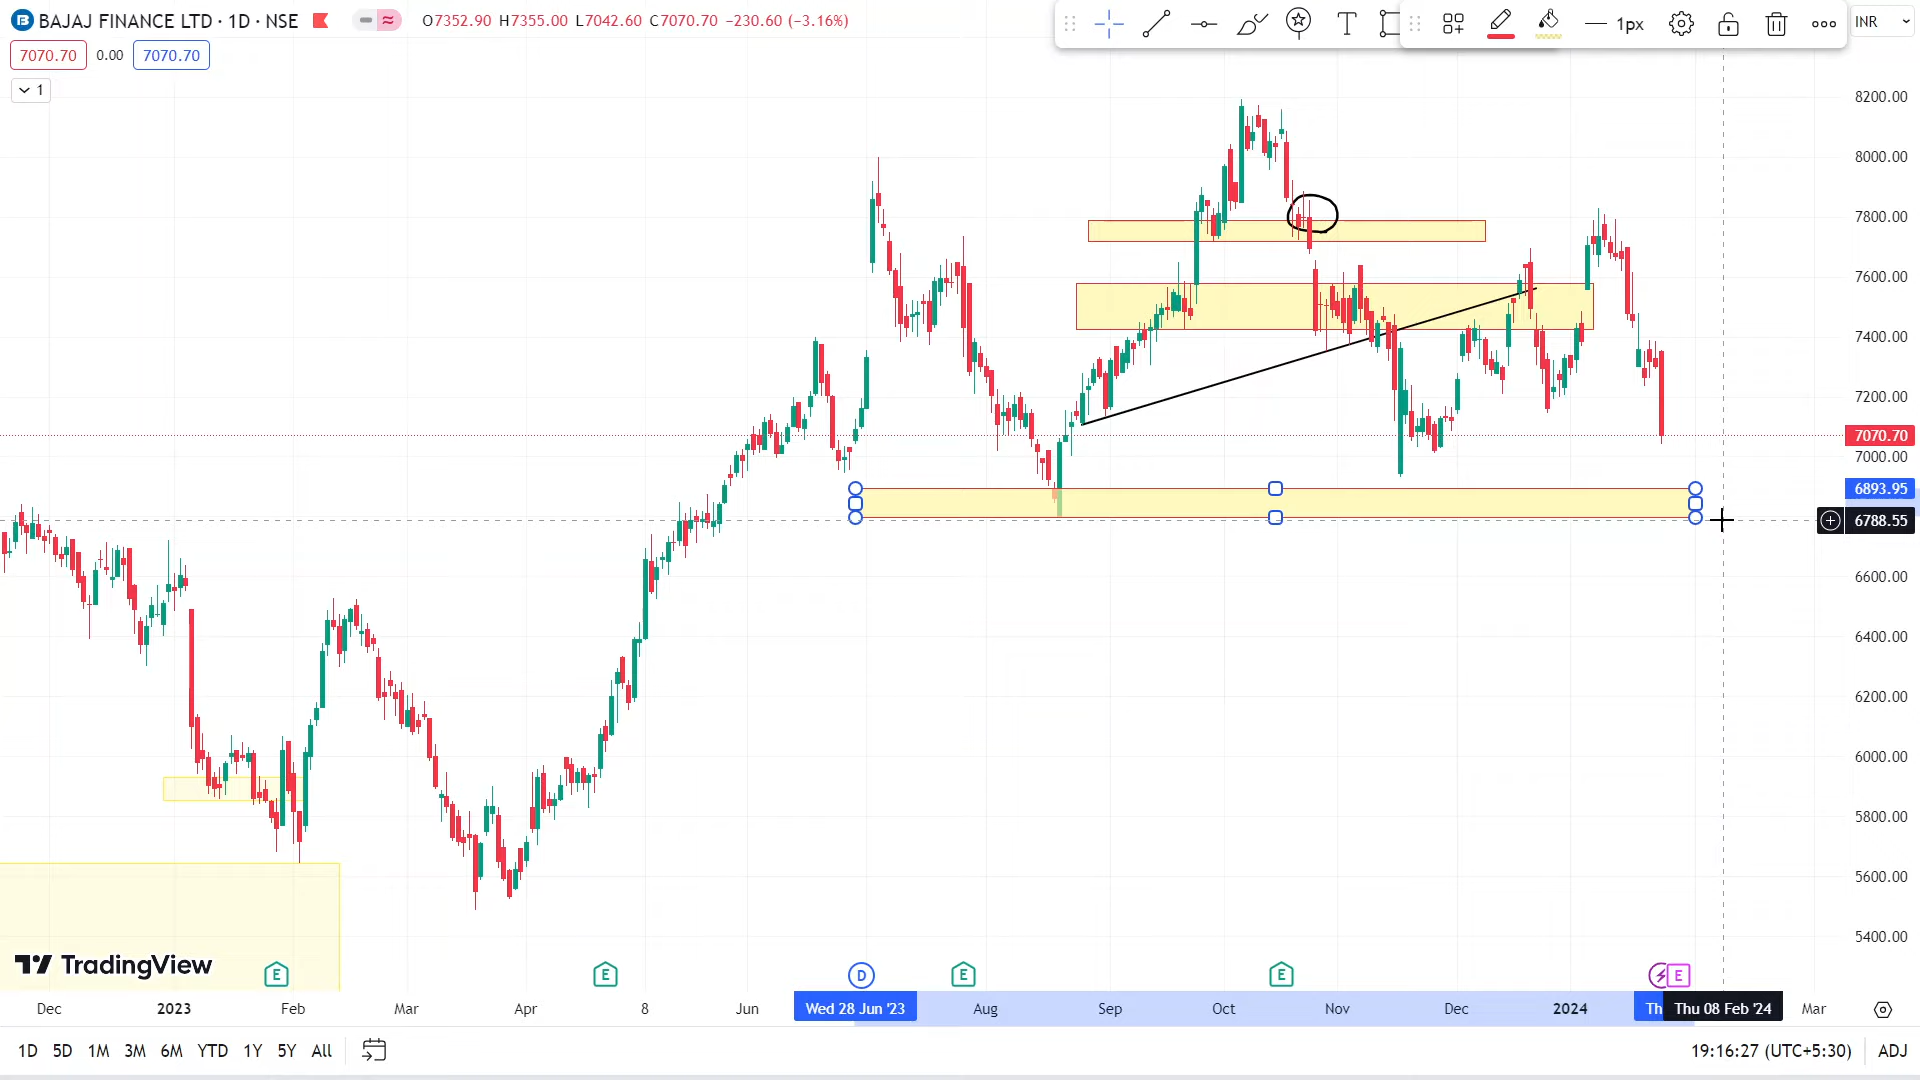 BAJAJ FINANCE LTD · 1D · NSE
O7352.90 H7355.00 L7042.60 C7070.70 −230.60 (−3.16%)
T
1px
INR
7070.70 0.00 7070.70
1
8200.00
8000.00
7800.00
7600.00
7400.00
7200.00
7070.70
7000.00
6893.95
6788.55
6600.00
6400.00
6200.00
6000.00
5800.00
5600.00
5400.00
TradingView
E E D E E E
Dec 2023 Feb Mar Apr 8 Jun Wed 28 Jun '23 Aug Sep Oct Nov Dec 2024 Th Thu 08 Feb '24 Mar
1D 5D 1M 3M 6M YTD 1Y 5Y All
19:16:27 (UTC+5:30) ADJ